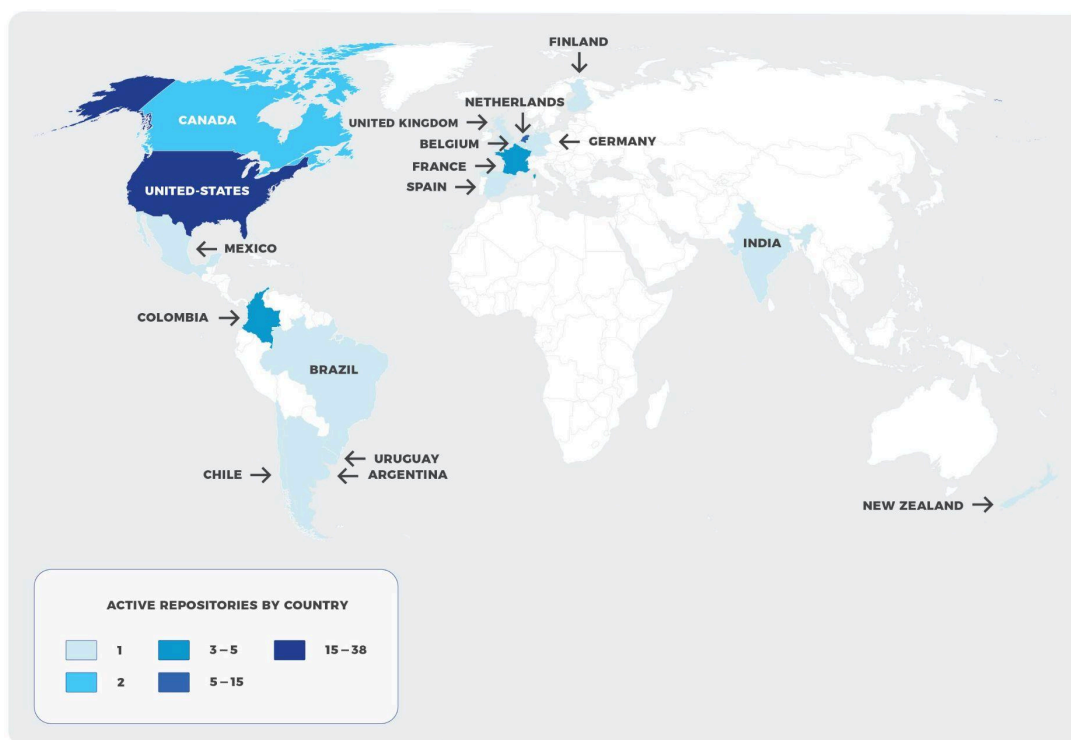 FINLAND
NETHERLANDS
CANADA
UNITED KINGDOM
BELGIUM
GERMANY
FRANCE
UNITED-STATES
SPAIN
MEXICO
INDIA
COLOMBIA
BRAZIL
URUGUAY
CHILE
ARGENTINA
NEW ZEALAND
ACTIVE REPOSITORIES BY COUNTRY
1
3–5
15–38
2
5–15